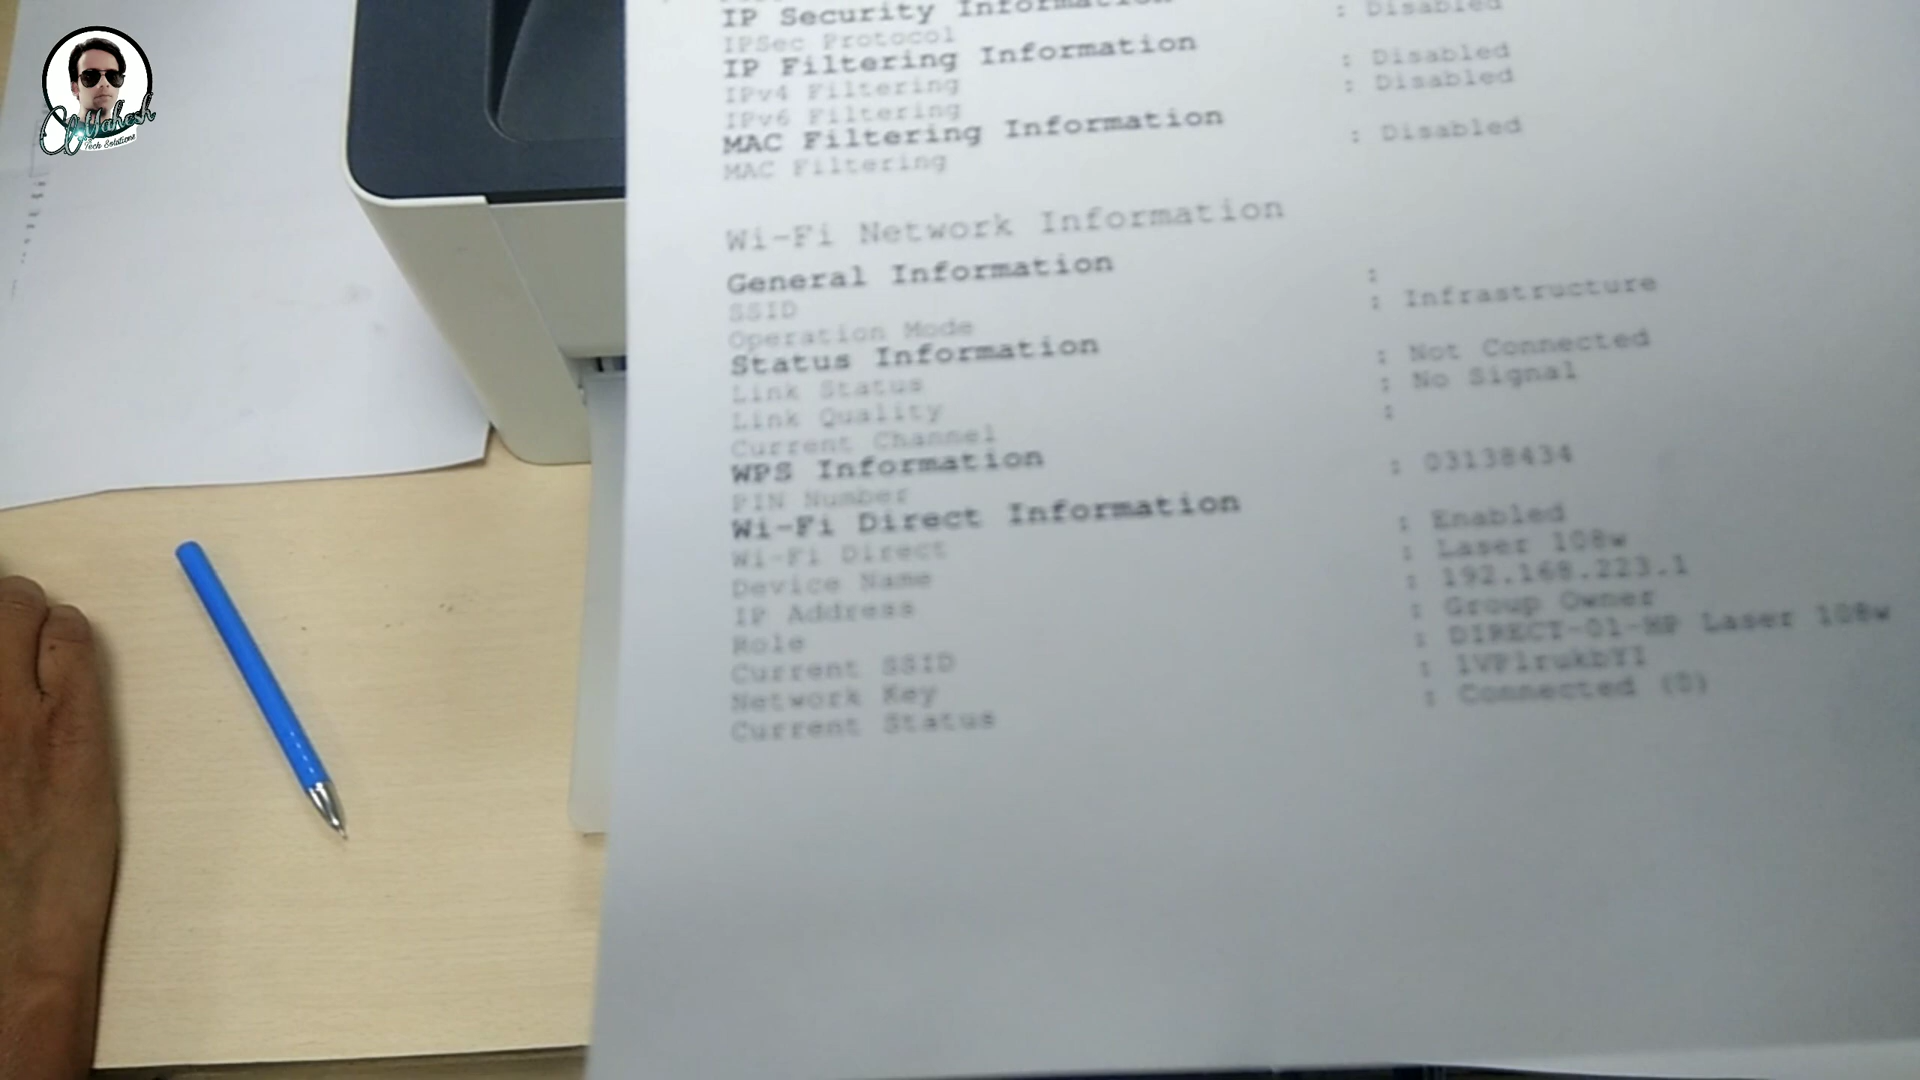 IP Security Information
IPSec Protocol : Disabled
IP Filtering Information
IPv4 Filtering : Disabled
IPv6 Filtering : Disabled
MAC Filtering Information
MAC Filtering : Disabled
Wi-Fi Network Information
General Information
SSID :
Operation Mode : Infrastructure
Status Information
Link Status : Not Connected
Link Quality : No Signal
Current Channel :
WPS Information
PIN Number : 03138434
Wi-Fi Direct Information
Wi-Fi Direct : Enabled
Device Name : Laser 108w
IP Address : 192.168.223.1
Role : Group Owner
Current SSID : DIRECT-01-HP Laser 108w
Network Key :
Current Status : Connected (0)
Mahesh
Tech Solutions